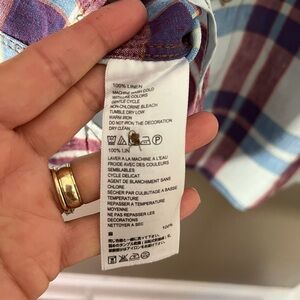 100% LINEN
MACHINE WASH COLD
WITH LIKE COLORS
GENTLE CYCLE
NON-CHLORINE BLEACH
TUMBLE DRY LOW
WARM IRON
DO NOT IRON THE DECORATION
DRY CLEAN
100% LIN
LAVER A LA MACHINE A L'EAU
FROIDE AVEC DES COULEURS
SEMBLABLES
CYCLE DELICAT
AGENT DE BLANCHIMENT SANS
CHLORE
SECHER PAR CULBUTAGE A BASSE
TEMPERATURE
REPASSER A TEMPERATURE
MOYENNE
NE PAS REPASSER LES DECORATIONS
NETTOYER A SEC
100%